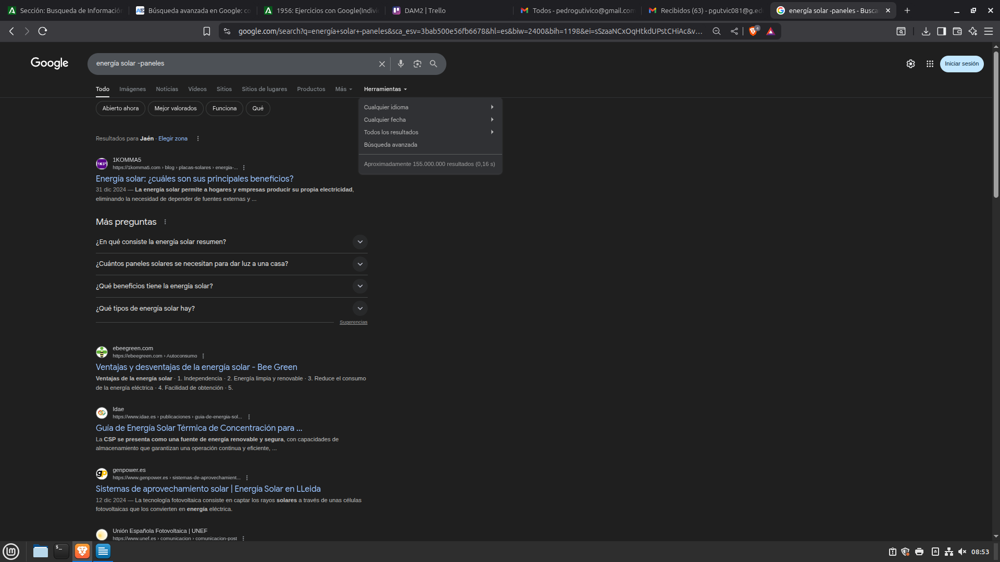 Sección: Busqueda de Información
Búsqueda avanzada en Google: co
1956: Ejercicios con Google(Indivi
DAM2 | Trello
Todos - pedrogutivico@gmail.com
Recibidos (63) - pgutvic081@g.ed
energía solar -paneles - Busca
google.com/search?q=energía+solar+-paneles&sca_esv=3bab500e56fb6678&hl=es&biw=2400&bih=1198&ei=sSzaaNCxOqHtkdUPstCHiAc&v...
4
Google
energía solar -paneles
Iniciar sesión
Todo
Imágenes
Noticias
Vídeos
Sitios
Sitios de lugares
Productos
Más
Herramientas
Abierto ahora
Mejor valorados
Funciona
Qué
Cualquier idioma
Cualquier fecha
Todos los resultados
Búsqueda avanzada
Aproximadamente 155.000.000 resultados (0,16 s)
Resultados para Jaén · Elegir zona
1K5°
1KOMMA5
https://1komma5.com › blog › placas-solares › energia-...
Energía solar: ¿cuáles son sus principales beneficios?
31 dic 2024 — La energía solar permite a hogares y empresas producir su propia electricidad,
eliminando la necesidad de depender de fuentes externas y ...
Más preguntas
¿En qué consiste la energía solar resumen?
¿Cuántos paneles solares se necesitan para dar luz a una casa?
¿Qué beneficios tiene la energía solar?
¿Qué tipos de energía solar hay?
Sugerencias
ebeegreen.com
https://ebeegreen.com › Autoconsumo
Ventajas y desventajas de la energía solar - Bee Green
Ventajas de la energía solar · 1. Independencia · 2. Energía limpia y renovable · 3. Reduce el consumo
de la energía eléctrica · 4. Facilidad de obtención · 5.
Idae
https://www.idae.es › publicaciones › guia-de-energia-sol...
Guía de Energía Solar Térmica de Concentración para ...
La CSP se presenta como una fuente de energía renovable y segura, con capacidades de
almacenamiento que garantizan una operación continua y eficiente, ...
gp
genpower.es
https://www.genpower.es › sistemas-de-aprovechamient...
Sistemas de aprovechamiento solar | Energía Solar en LLeida
12 dic 2024 — La tecnología fotovoltaica consiste en captar los rayos solares a través de unas células
fotovoltaicas que los convierten en energía eléctrica.
Unión Española Fotovoltaica | UNEF
https://www.unef.es › comunicacion › comunicacion-post
08:53